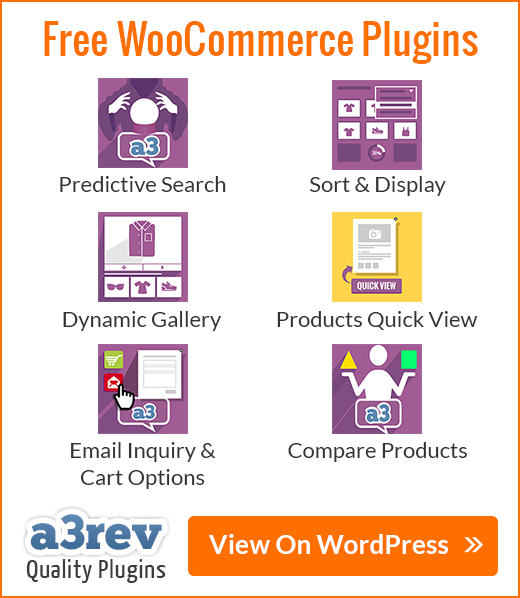 Free WooCommerce Plugins
a3
Predictive Search
30%
Sort & Display
Dynamic Gallery
QUICK VIEW
Products Quick View
a3
Email Inquiry &
Cart Options
a3
Compare Products
a3rev
Quality Plugins
View On WordPress »